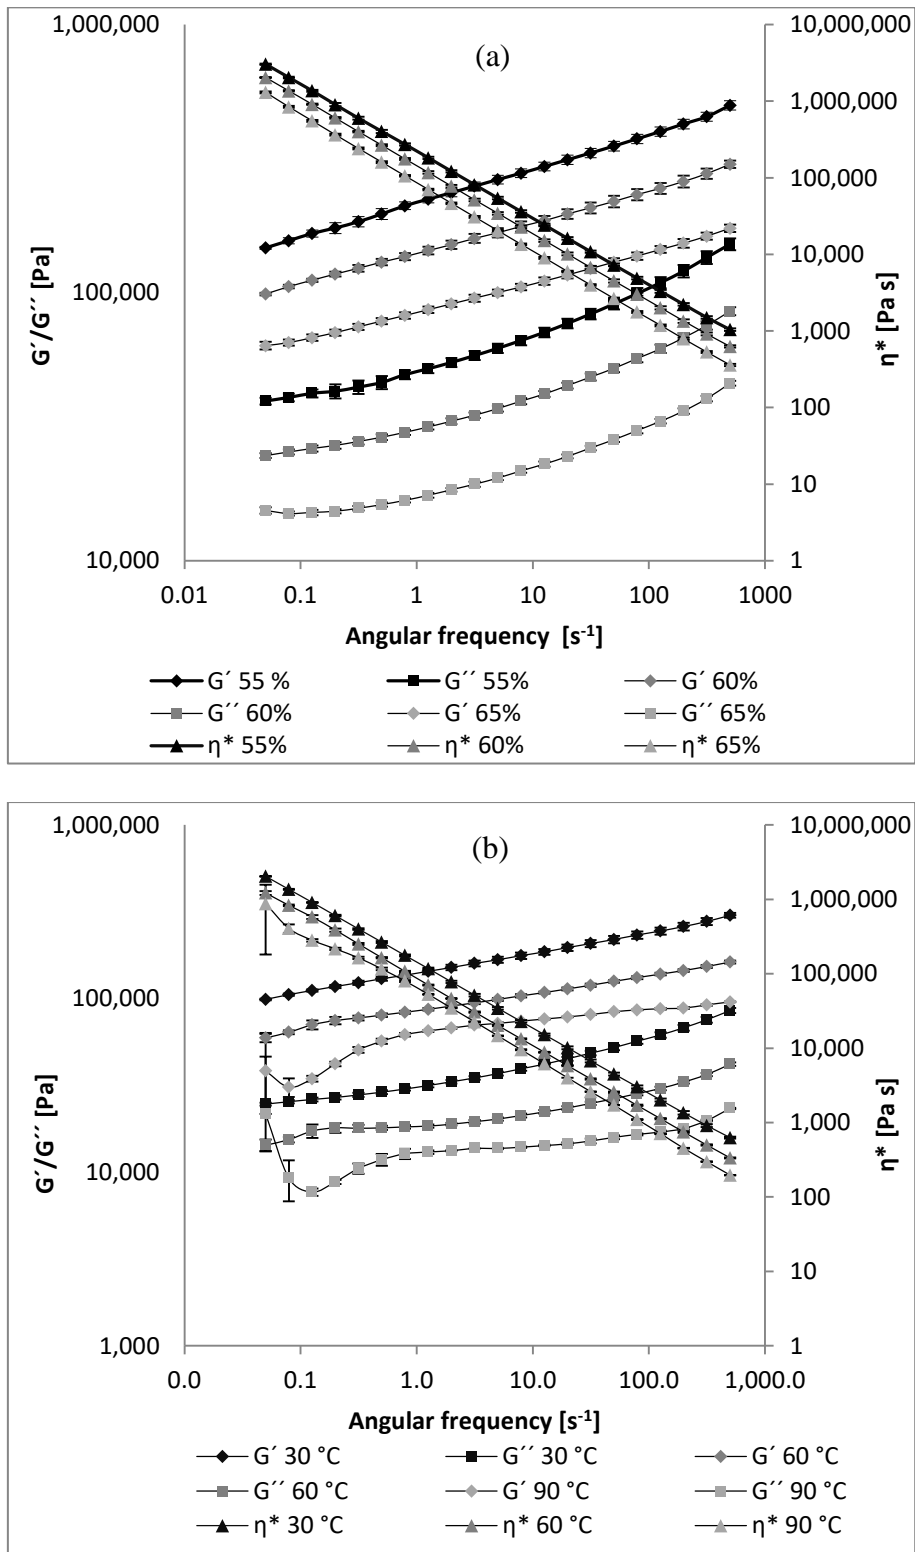 (a)
1,000,000
100,000
10,000
G´/G´´ [Pa]
10,000,000
1,000,000
100,000
10,000
1,000
100
10
1
η* [Pa s]
0.01 0.1 1 10 100 1000
Angular frequency [s-1]
G´ 55 % G´´ 55% G´ 60%
G´´ 60% G´ 65% G´´ 65%
η* 55% η* 60% η* 65%
(b)
1,000,000
100,000
10,000
1,000
G´/G´´ [Pa]
10,000,000
1,000,000
100,000
10,000
1,000
100
10
1
η* [Pa s]
0.0 0.1 1.0 10.0 100.0 1,000.0
Angular frequency [s-1]
G´ 30 °C G´´ 30 °C G´ 60 °C
G´´ 60 °C G´ 90 °C G´´ 90 °C
η* 30 °C η* 60 °C η* 90 °C